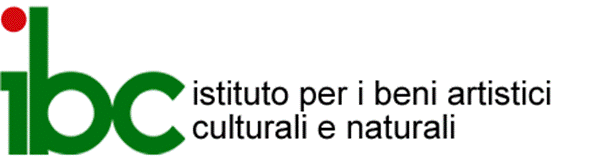 ibc
istituto per i beni artistici
culturali e naturali